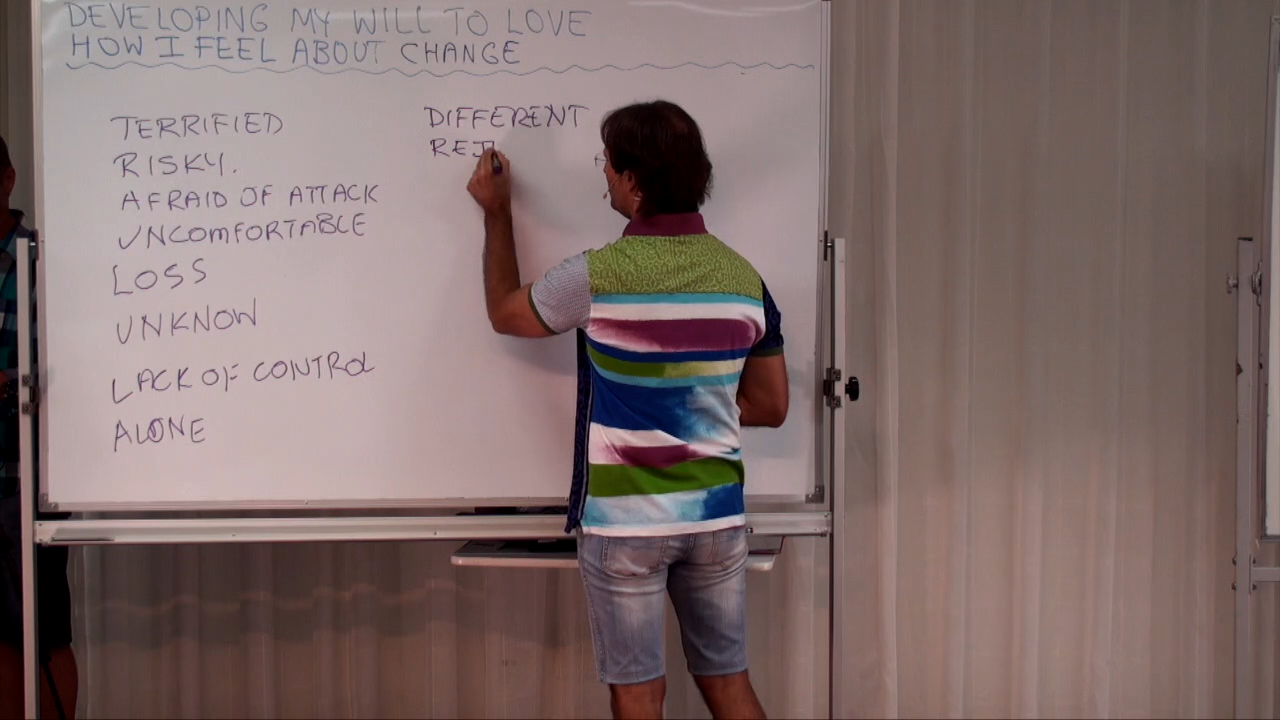 DEVELOPING MY WILL TO LOVE
HOW I FEEL ABOUT CHANGE
TERRIFIED
RISKY.
AFRAID OF ATTACK
UNCOMFORTABLE
LOSS
UNKNOW
LACK OF CONTROL
ALONE
DIFFERENT
REJ